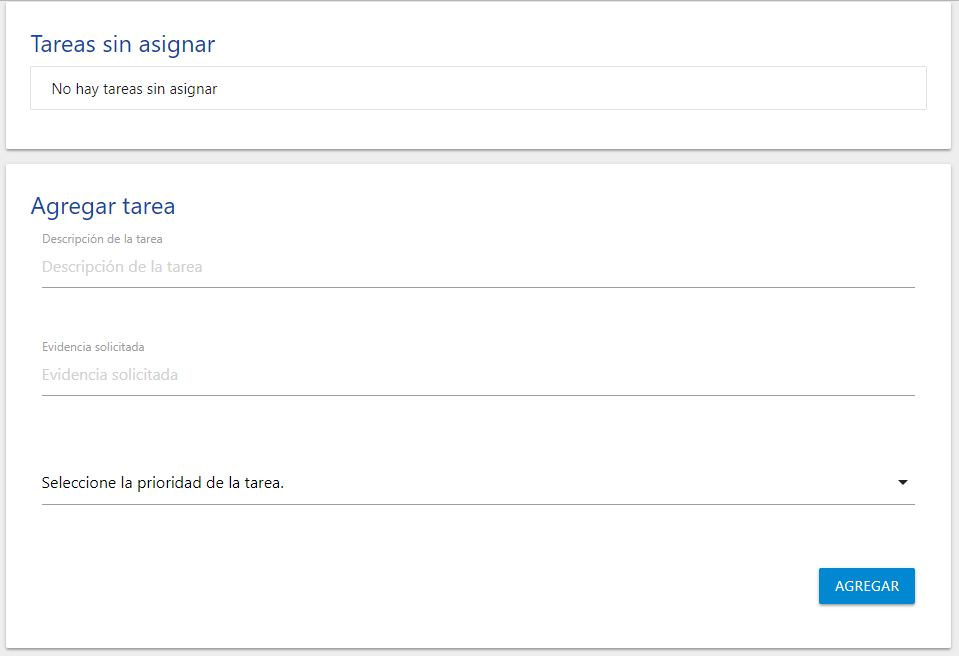 Tareas sin asignar
No hay tareas sin asignar
Agregar tarea
Descripción de la tarea
Descripción de la tarea
Evidencia solicitada
Evidencia solicitada
Seleccione la prioridad de la tarea.
AGREGAR